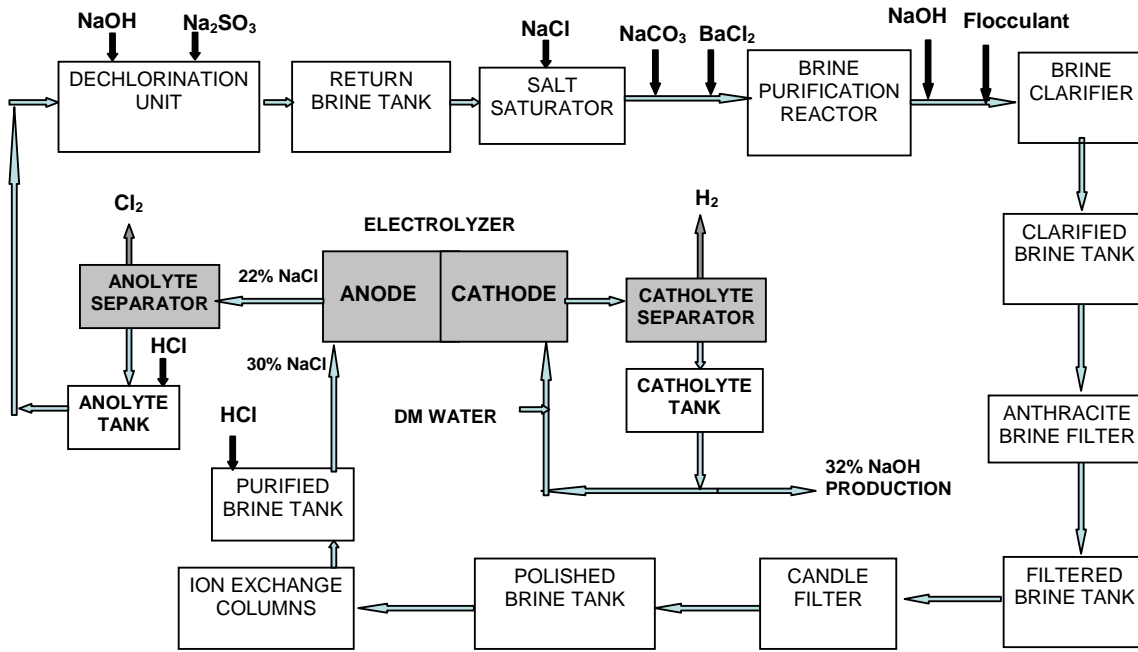 NaOH
Na₂SO₃
NaCl
NaCO₃
BaCl₂
NaOH
Flocculant
DECHLORINATION
UNIT
RETURN
BRINE TANK
SALT
SATURATOR
BRINE
PURIFICATION
REACTOR
BRINE
CLARIFIER
Cl₂
H₂
ELECTROLYZER
CLARIFIED
BRINE TANK
ANOLYTE
SEPARATOR
22% NaCl
ANODE
CATHODE
CATHOLYTE
SEPARATOR
HCl
30% NaCl
ANOLYTE
TANK
CATHOLYTE
TANK
HCl
DM WATER
ANTHRACITE
BRINE FILTER
PURIFIED
BRINE TANK
32% NaOH
PRODUCTION
ION EXCHANGE
COLUMNS
POLISHED
BRINE TANK
CANDLE
FILTER
FILTERED
BRINE TANK